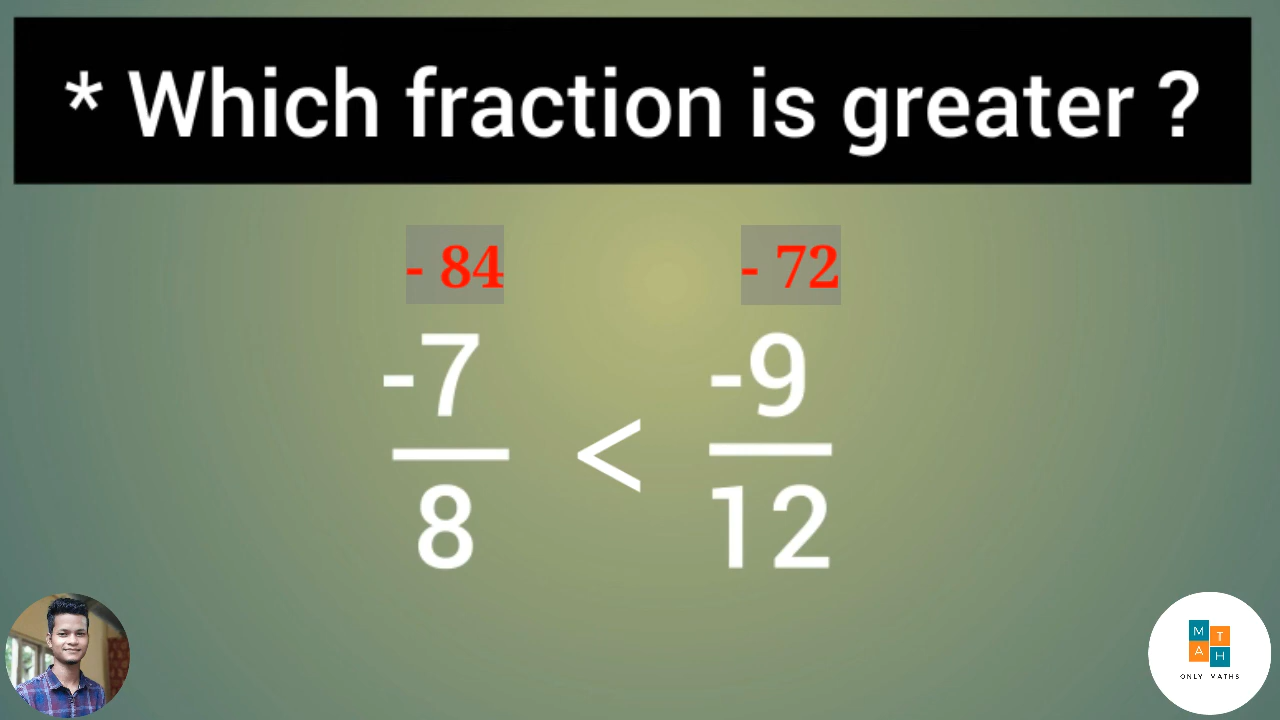 * Which fraction is greater ?
- 84 - 72
-7 -9
< 
8 12
M T
A H
ONLY MATHS